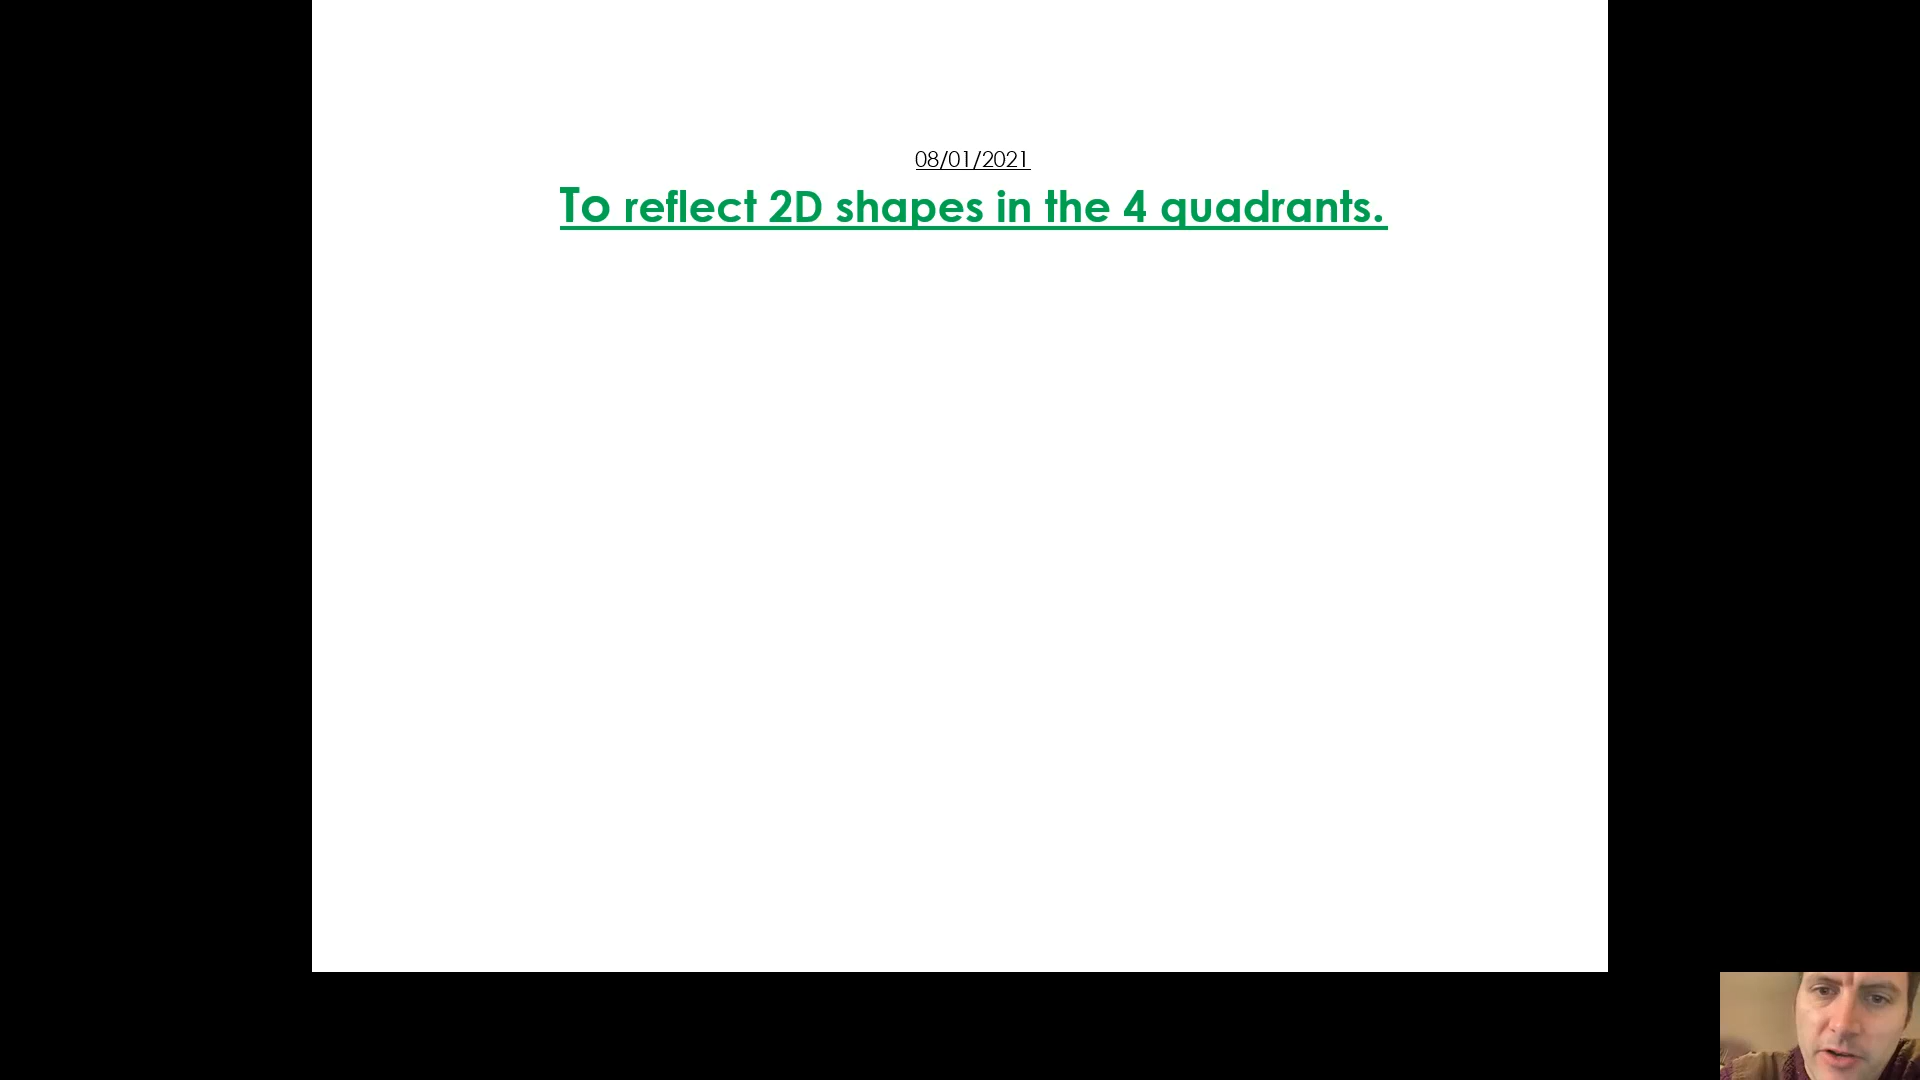 08/01/2021
To reflect 2D shapes in the 4 quadrants.